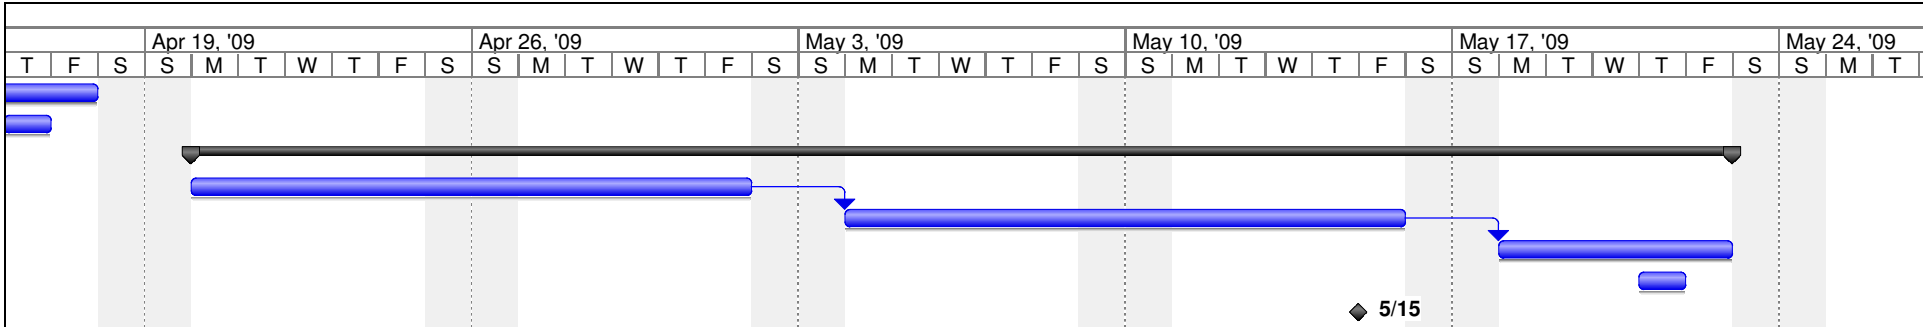 Apr 19, '09 Apr 26, '09 May 3, '09 May 10, '09 May 17, '09 May 24, '09
T F S S M T W T F S S M T W T F S S M T W T F S S M T W T F S S M T W T F S S M T
5/15